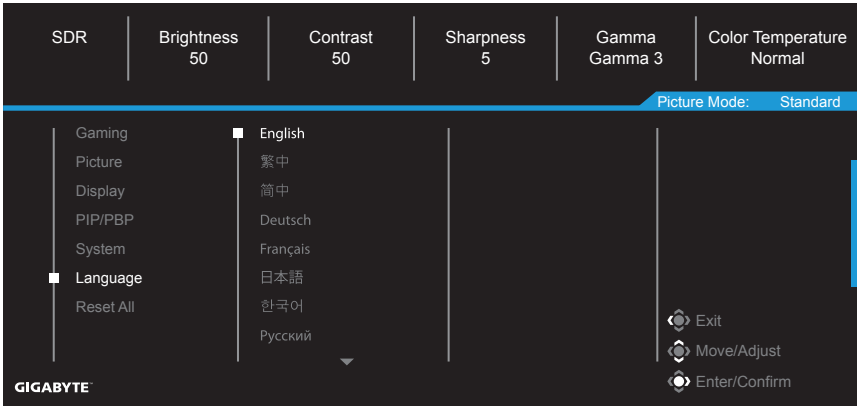 SDR
Brightness
50
Contrast
50
Sharpness
5
Gamma
Gamma 3
Color Temperature
Normal
Picture Mode: Standard
Gaming
Picture
Display
PIP/PBP
System
Language
Reset All
English
繁中
简中
Deutsch
Français
日本語
한국어
Русский
Exit
Move/Adjust
Enter/Confirm
GIGABYTE™